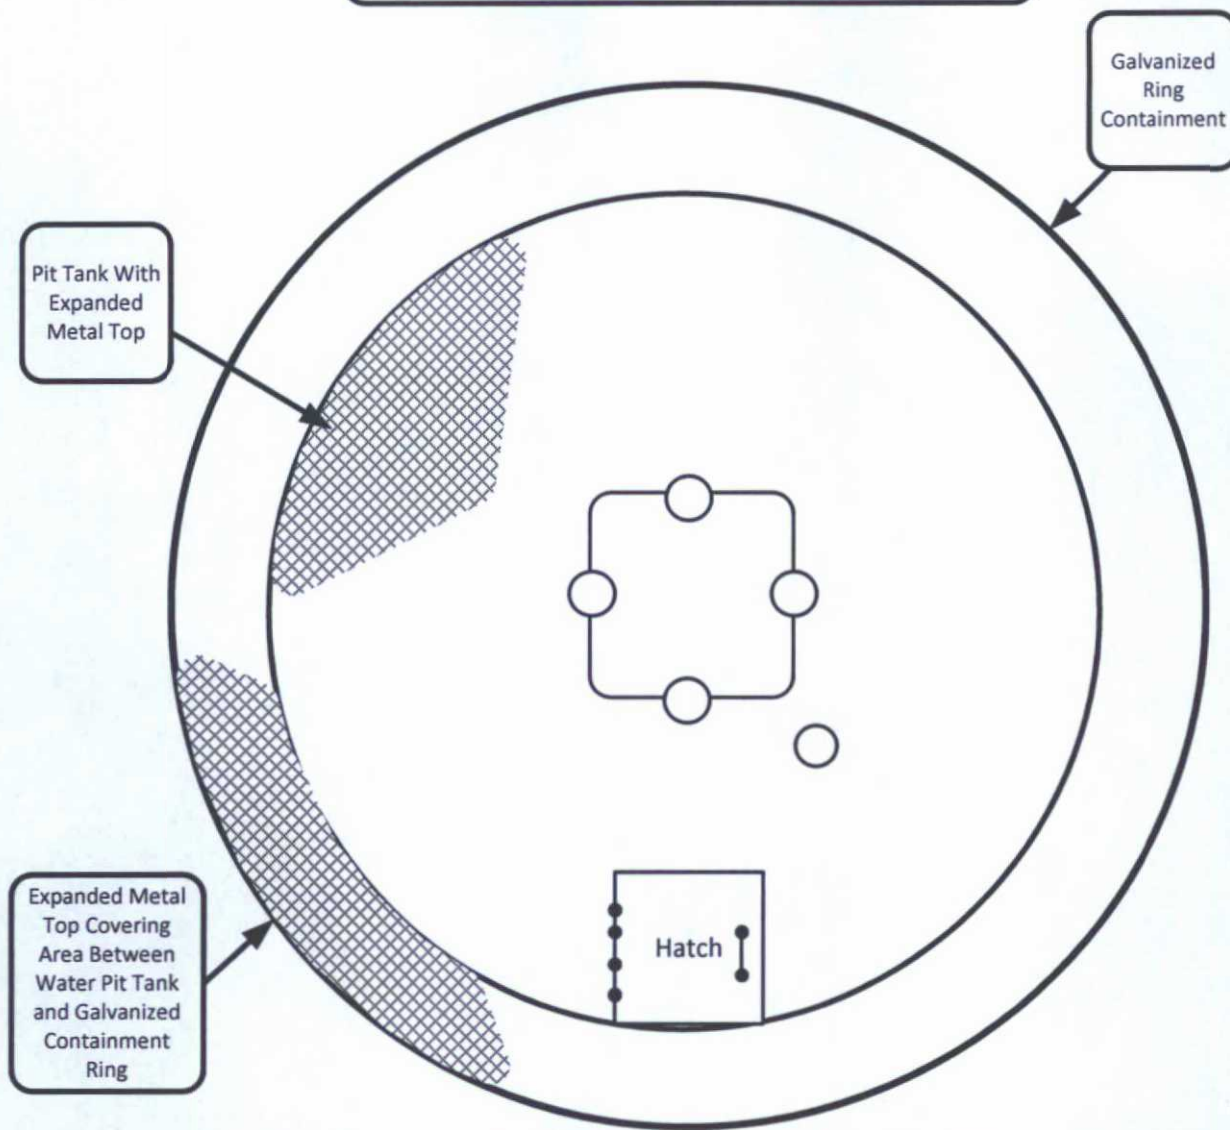 Galvanized
Ring
Containment
Pit Tank With
Expanded
Metal Top
Expanded Metal
Top Covering
Area Between
Water Pit Tank
and Galvanized
Containment
Ring
Hatch